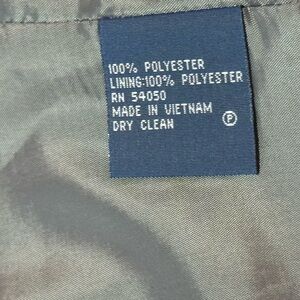 100% POLYESTER
LINING:100% POLYESTER
RN 54050
MADE IN VIETNAM
DRY CLEAN Ⓟ